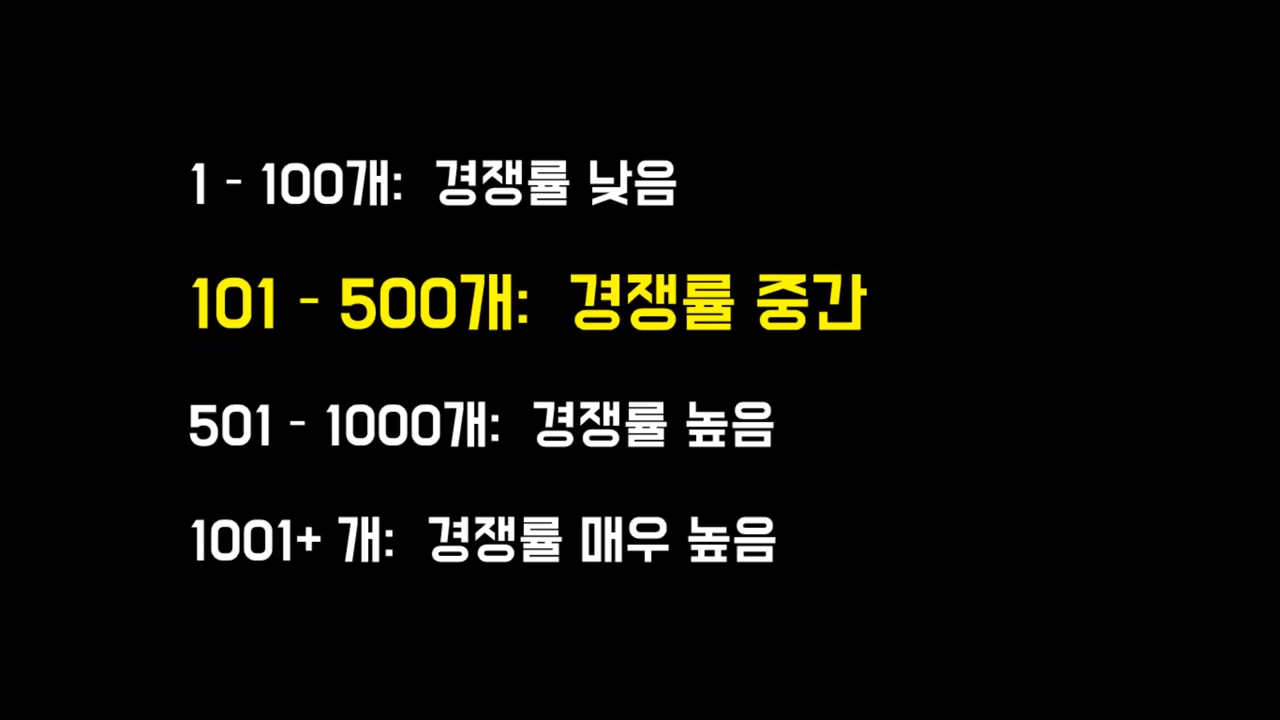 1 - 100개: 경쟁률 낮음
101 - 500개: 경쟁률 중간
501 - 1000개: 경쟁률 높음
1001+ 개: 경쟁률 매우 높음